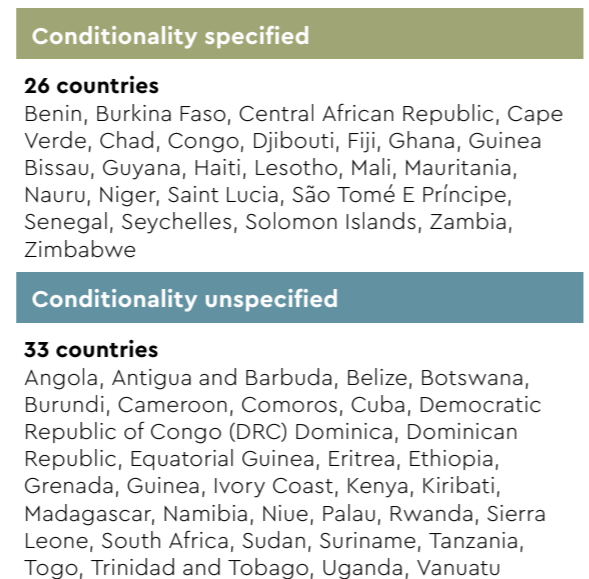 Conditionality specified
26 countries
Benin, Burkina Faso, Central African Republic, Cape
Verde, Chad, Congo, Djibouti, Fiji, Ghana, Guinea
Bissau, Guyana, Haiti, Lesotho, Mali, Mauritania,
Nauru, Niger, Saint Lucia, São Tomé E Príncipe,
Senegal, Seychelles, Solomon Islands, Zambia,
Zimbabwe
Conditionality unspecified
33 countries
Angola, Antigua and Barbuda, Belize, Botswana,
Burundi, Cameroon, Comoros, Cuba, Democratic
Republic of Congo (DRC) Dominica, Dominican
Republic, Equatorial Guinea, Eritrea, Ethiopia,
Grenada, Guinea, Ivory Coast, Kenya, Kiribati,
Madagascar, Namibia, Niue, Palau, Rwanda, Sierra
Leone, South Africa, Sudan, Suriname, Tanzania,
Togo, Trinidad and Tobago, Uganda, Vanuatu